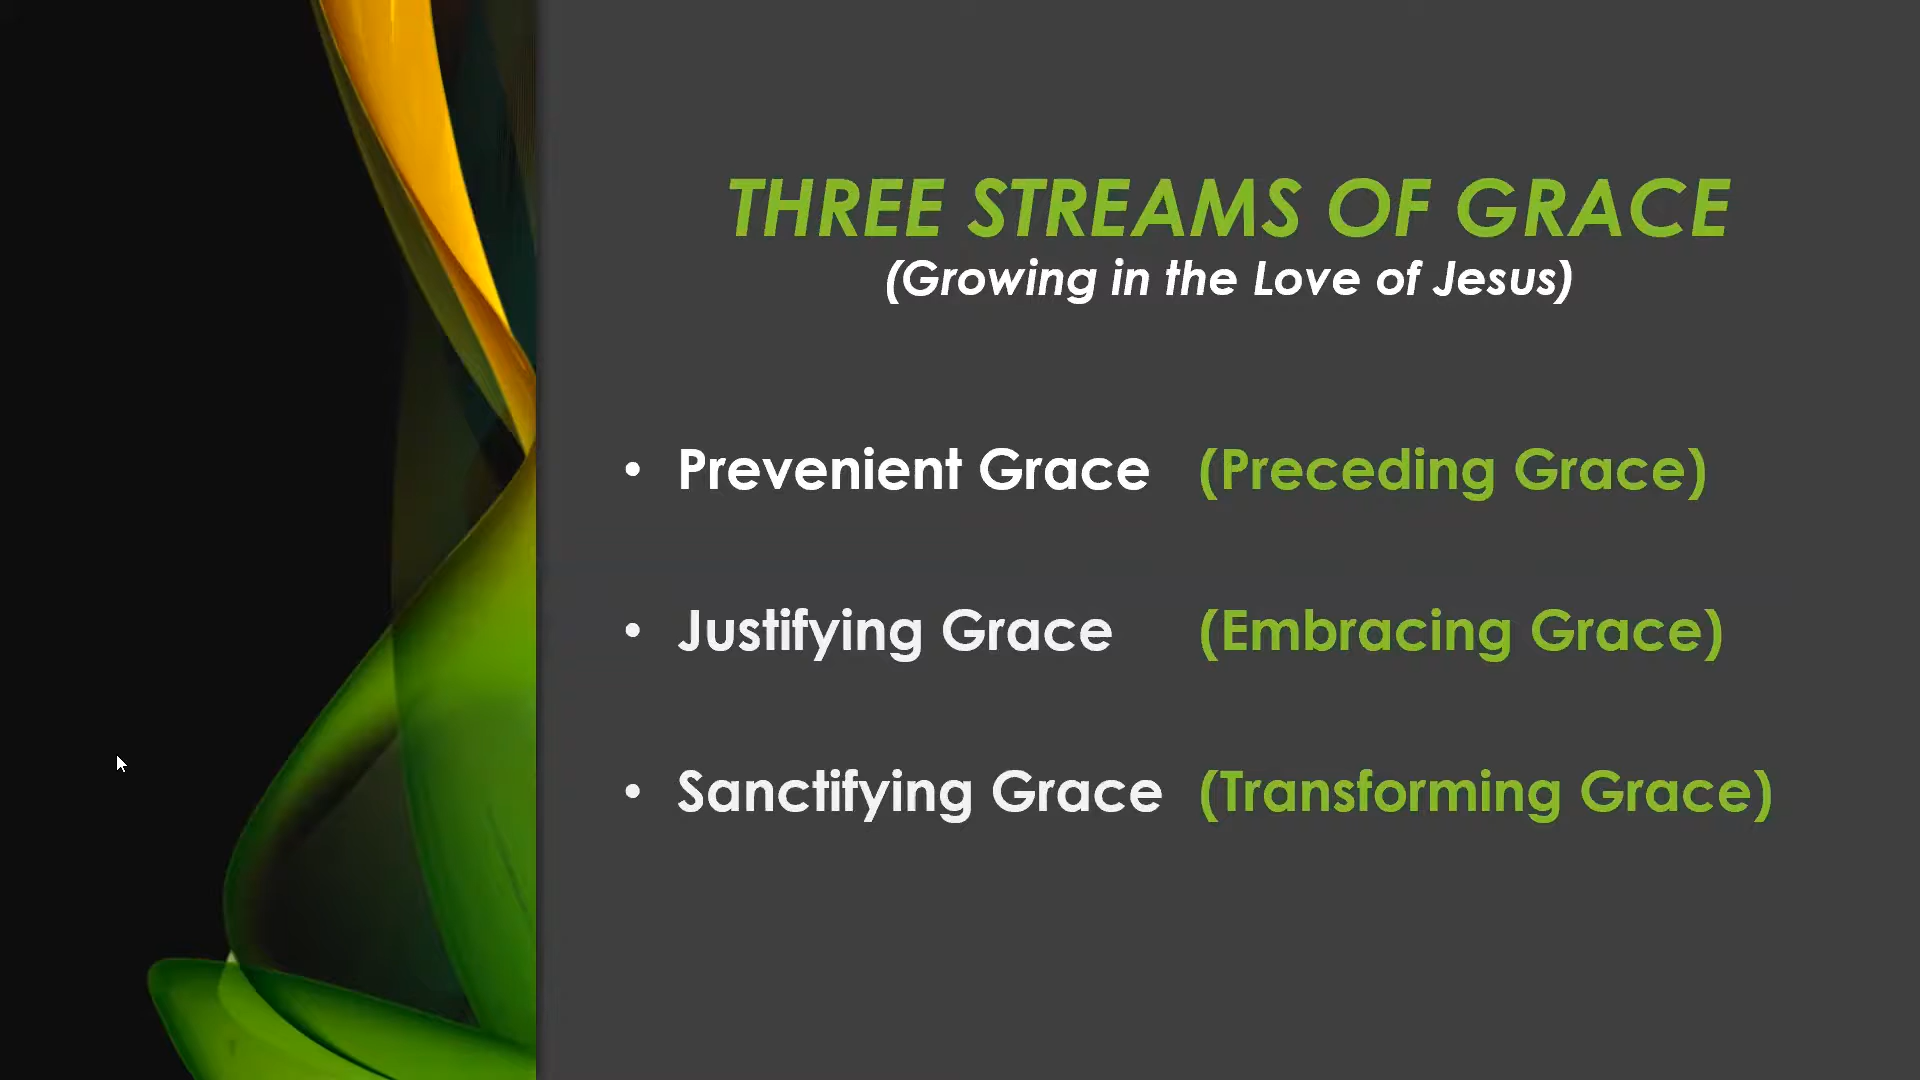 THREE STREAMS OF GRACE
(Growing in the Love of Jesus)
• Prevenient Grace (Preceding Grace)
• Justifying Grace (Embracing Grace)
• Sanctifying Grace (Transforming Grace)